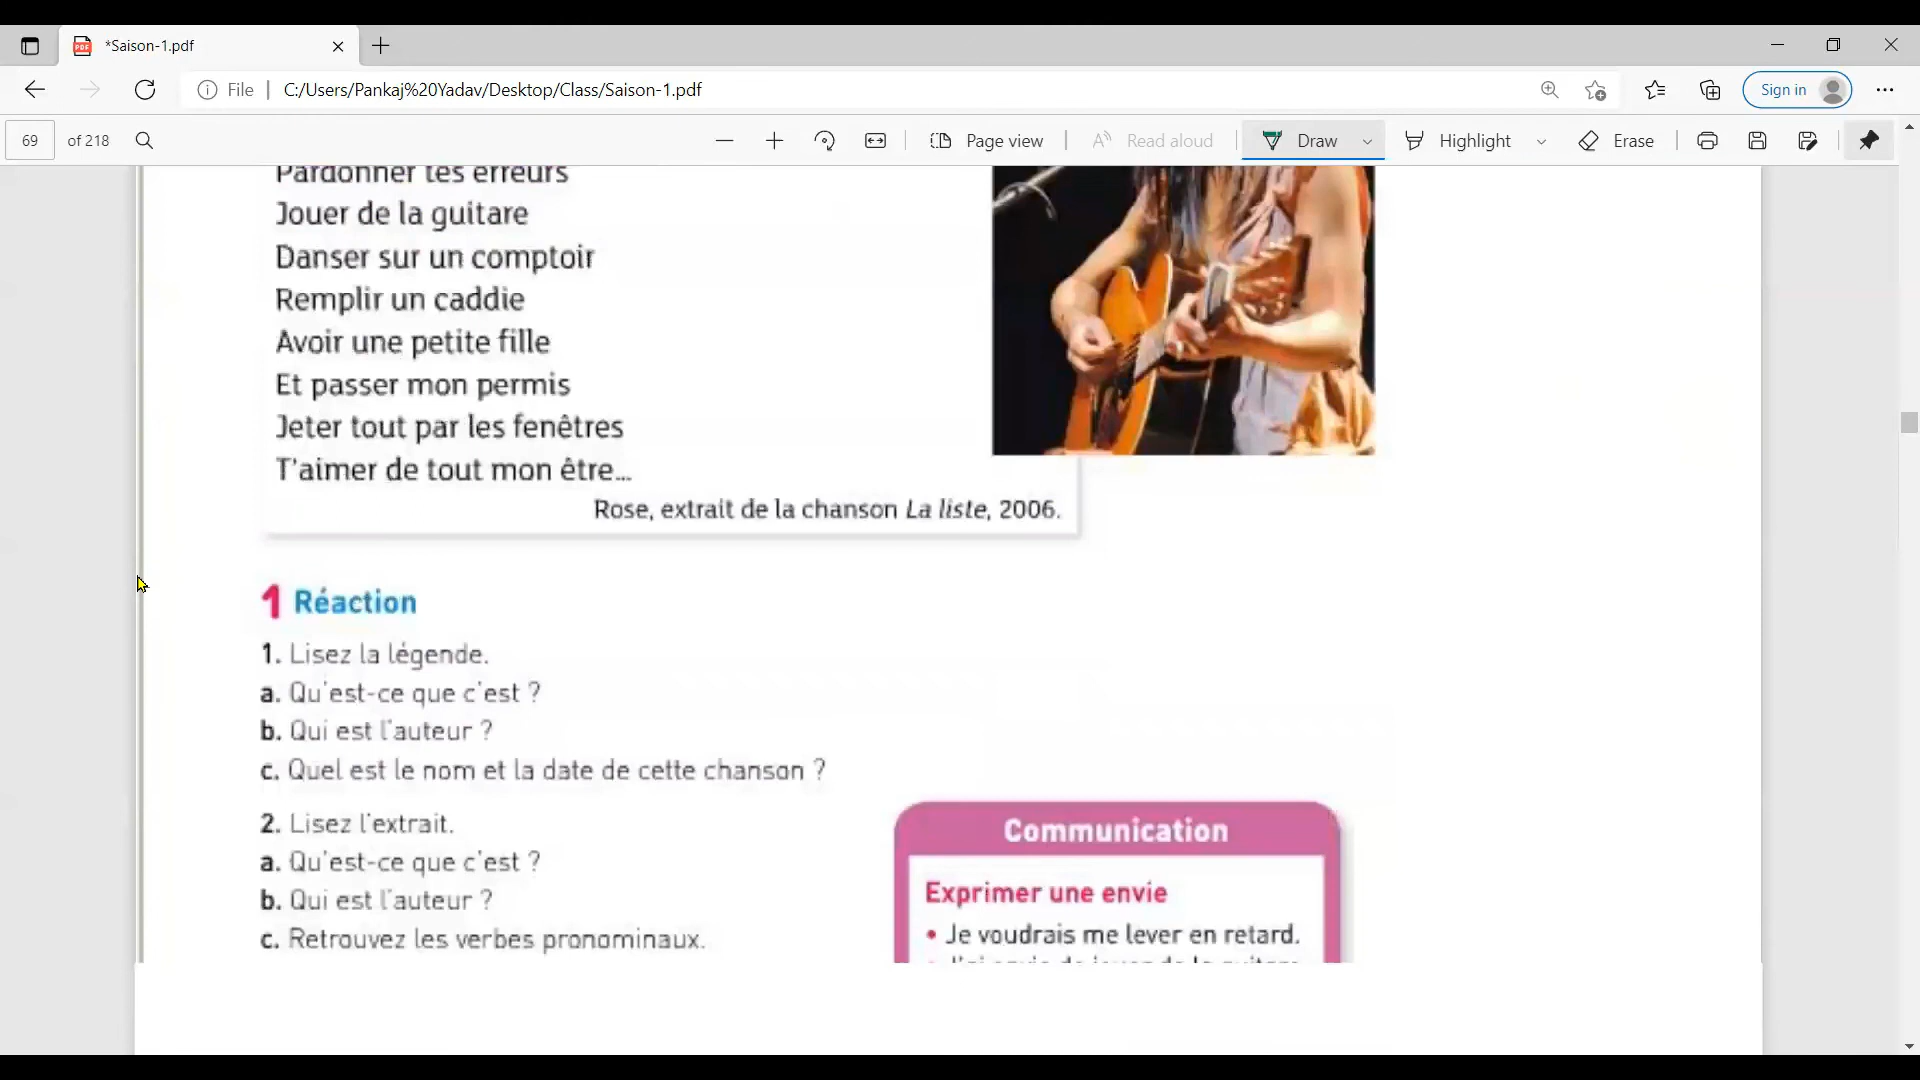 *Saison-1.pdf
File
C:/Users/Pankaj%20Yadav/Desktop/Class/Saison-1.pdf
Sign in
69 of 218
Page view
Read aloud
Draw
Highlight
Erase
Pardonner tes erreurs
Jouer de la guitare
Danser sur un comptoir
Remplir un caddie
Avoir une petite fille
Et passer mon permis
Jeter tout par les fenêtres
T'aimer de tout mon être...
Rose, extrait de la chanson La liste, 2006.
1 Réaction
1. Lisez la légende.
a. Qu'est-ce que c'est ?
b. Qui est l'auteur ?
c. Quel est le nom et la date de cette chanson ?
2. Lisez l'extrait.
a. Qu'est-ce que c'est ?
b. Qui est l'auteur ?
c. Retrouvez les verbes pronominaux.
Communication
Exprimer une envie
• Je voudrais me lever en retard.